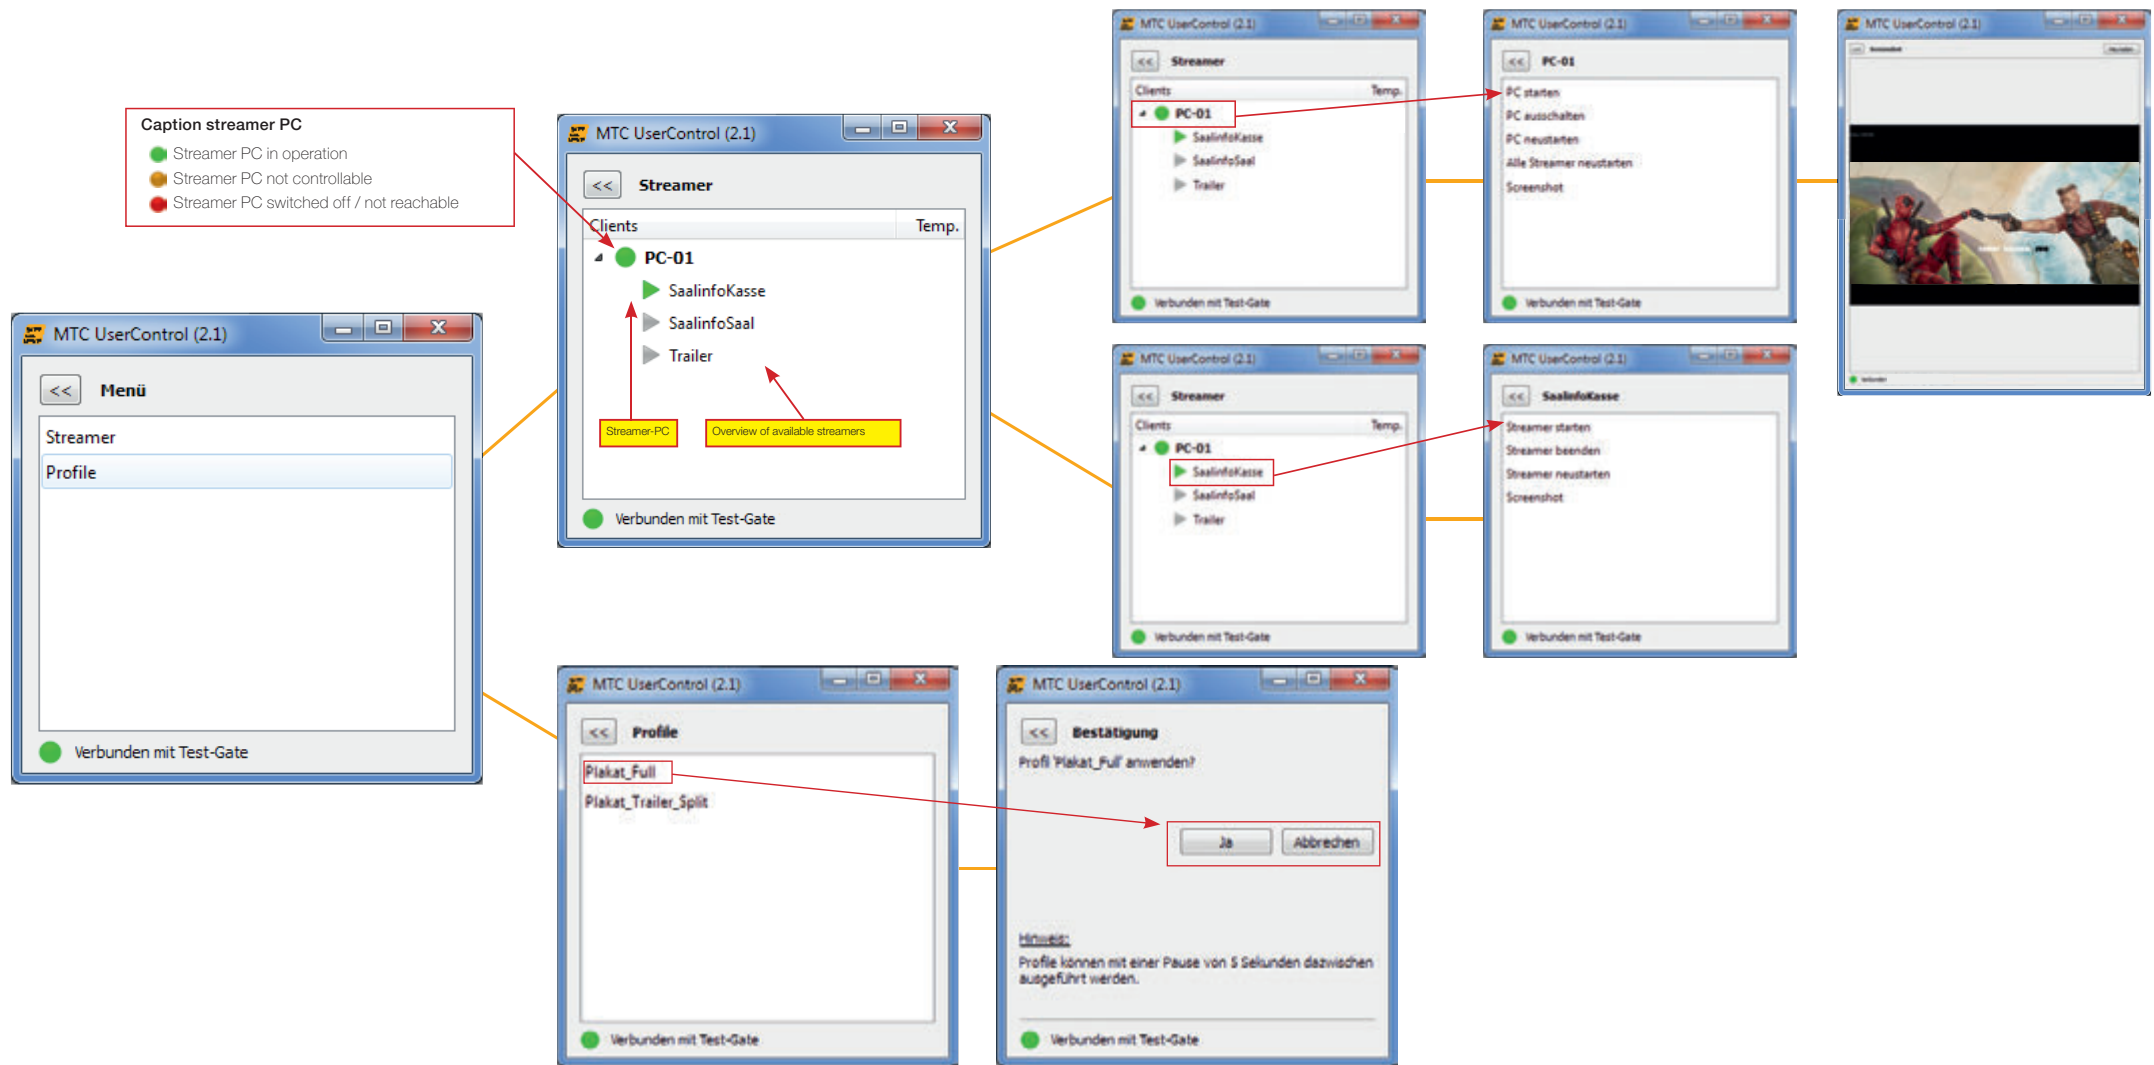 Caption streamer PC
Streamer PC in operation
Streamer PC not controllable
Streamer PC switched off / not reachable
MTC UserControl (2.1)
<< Menü
Streamer
Profile
Verbunden mit Test-Gate
MTC UserControl (2.1)
<< Streamer
Clients Temp.
PC-01
SaalinfoKasse
SaalinfoSaal
Trailer
Streamer-PC
Overview of available streamers
Verbunden mit Test-Gate
MTC UserControl (2.1)
<< Streamer
Clients Temp.
PC-01
SaalinfoKasse
SaalinfoSaal
Trailer
Verbunden mit Test-Gate
MTC UserControl (2.1)
<< PC-01
PC starten
PC ausschalten
PC neustarten
Alle Streamer neustarten
Screenshot
Verbunden mit Test-Gate
MTC UserControl (2.1)
<< Screenshot
Verbunden
MTC UserControl (2.1)
<< Streamer
Clients Temp.
PC-01
SaalinfoKasse
SaalinfoSaal
Trailer
Verbunden mit Test-Gate
MTC UserControl (2.1)
<< SaalinfoKasse
Streamer starten
Streamer beenden
Streamer neustarten
Screenshot
Verbunden mit Test-Gate
MTC UserControl (2.1)
<< Profile
Plakat_Full
Plakat_Trailer_Split
Verbunden mit Test-Gate
MTC UserControl (2.1)
<< Bestätigung
Profil 'Plakat_Full' anwenden?
Ja Abbrechen
Hinweis:
Profile können mit einer Pause von 5 Sekunden dazwischen
ausgeführt werden.
Verbunden mit Test-Gate